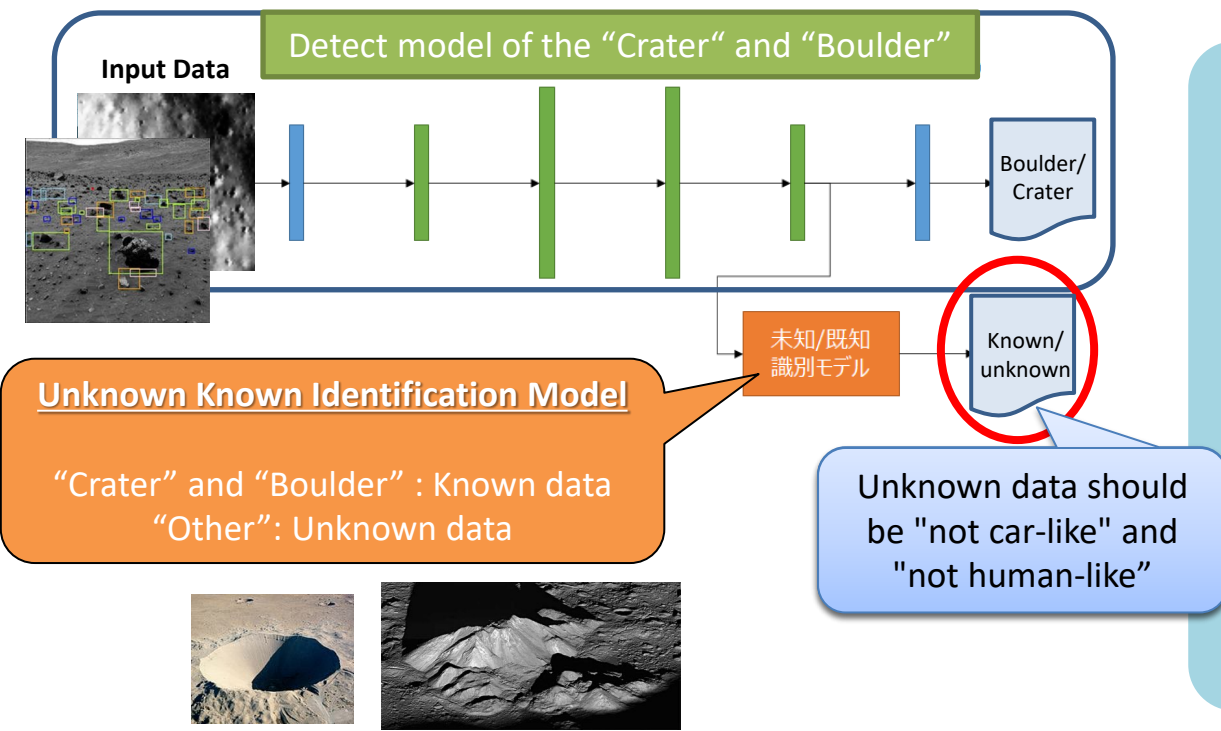 Detect model of the “Crater“ and “Boulder”
Input Data
Boulder/
Crater
未知/既知
識別モデル
Known/
unknown
Unknown Known Identification Model
“Crater” and “Boulder” : Known data
“Other”: Unknown data
Unknown data should
be "not car-like" and
"not human-like”